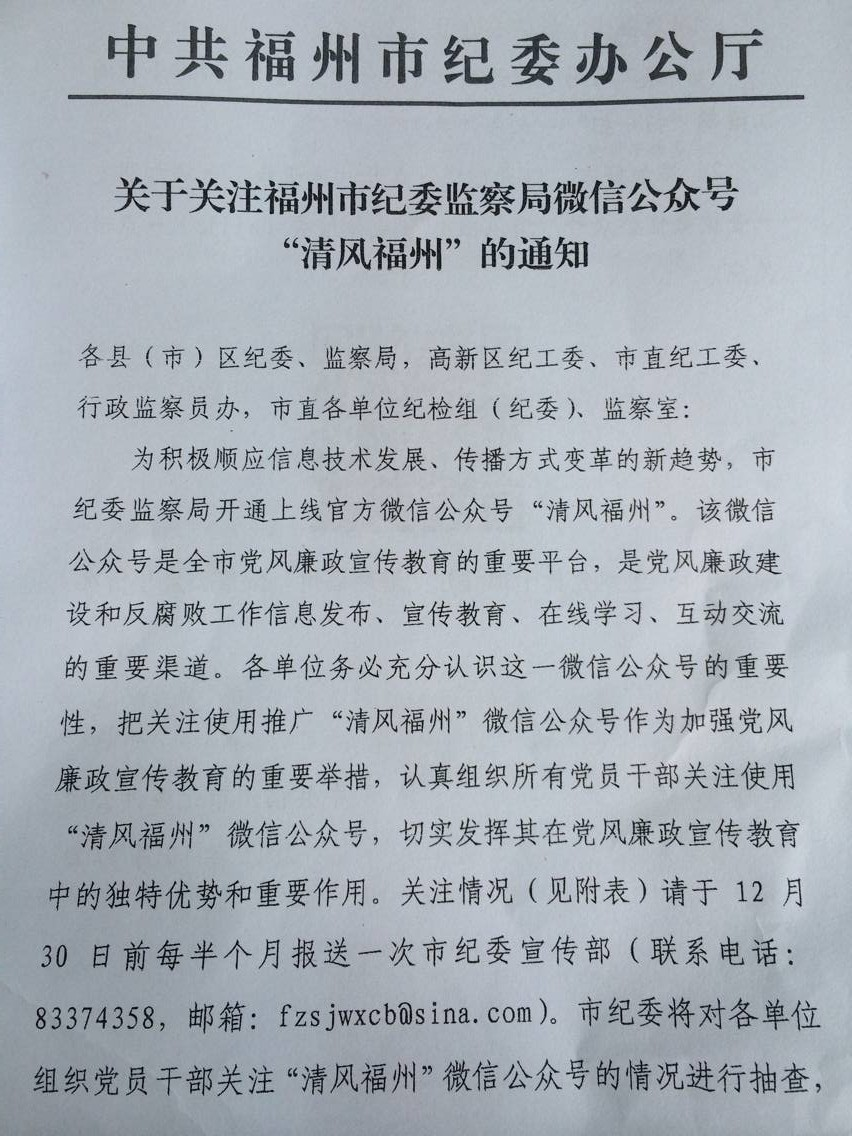 中共福州市纪委办公厅
关于关注福州市纪委监察局微信公众号
“清风福州”的通知
各县（市）区纪委、监察局，高新区纪工委、市直纪工委、
行政监察员办，市直各单位纪检组（纪委）、监察室：
为积极顺应信息技术发展、传播方式变革的新趋势，市
纪委监察局开通上线官方微信公众号“清风福州”。该微信
公众号是全市党风廉政宣传教育的重要平台，是党风廉政建
设和反腐败工作信息发布、宣传教育、在线学习、互动交流
的重要渠道。各单位务必充分认识这一微信公众号的重要
性，把关注使用推广“清风福州”微信公众号作为加强党风
廉政宣传教育的重要举措，认真组织所有党员干部关注使用
“清风福州”微信公众号，切实发挥其在党风廉政宣传教育
中的独特优势和重要作用。关注情况（见附表）请于 12 月
30 日前每半个月报送一次市纪委宣传部（联系电话：
83374358，邮箱：fzsjwxcb@sina.com）。市纪委将对各单位
组织党员干部关注“清风福州”微信公众号的情况进行抽查，